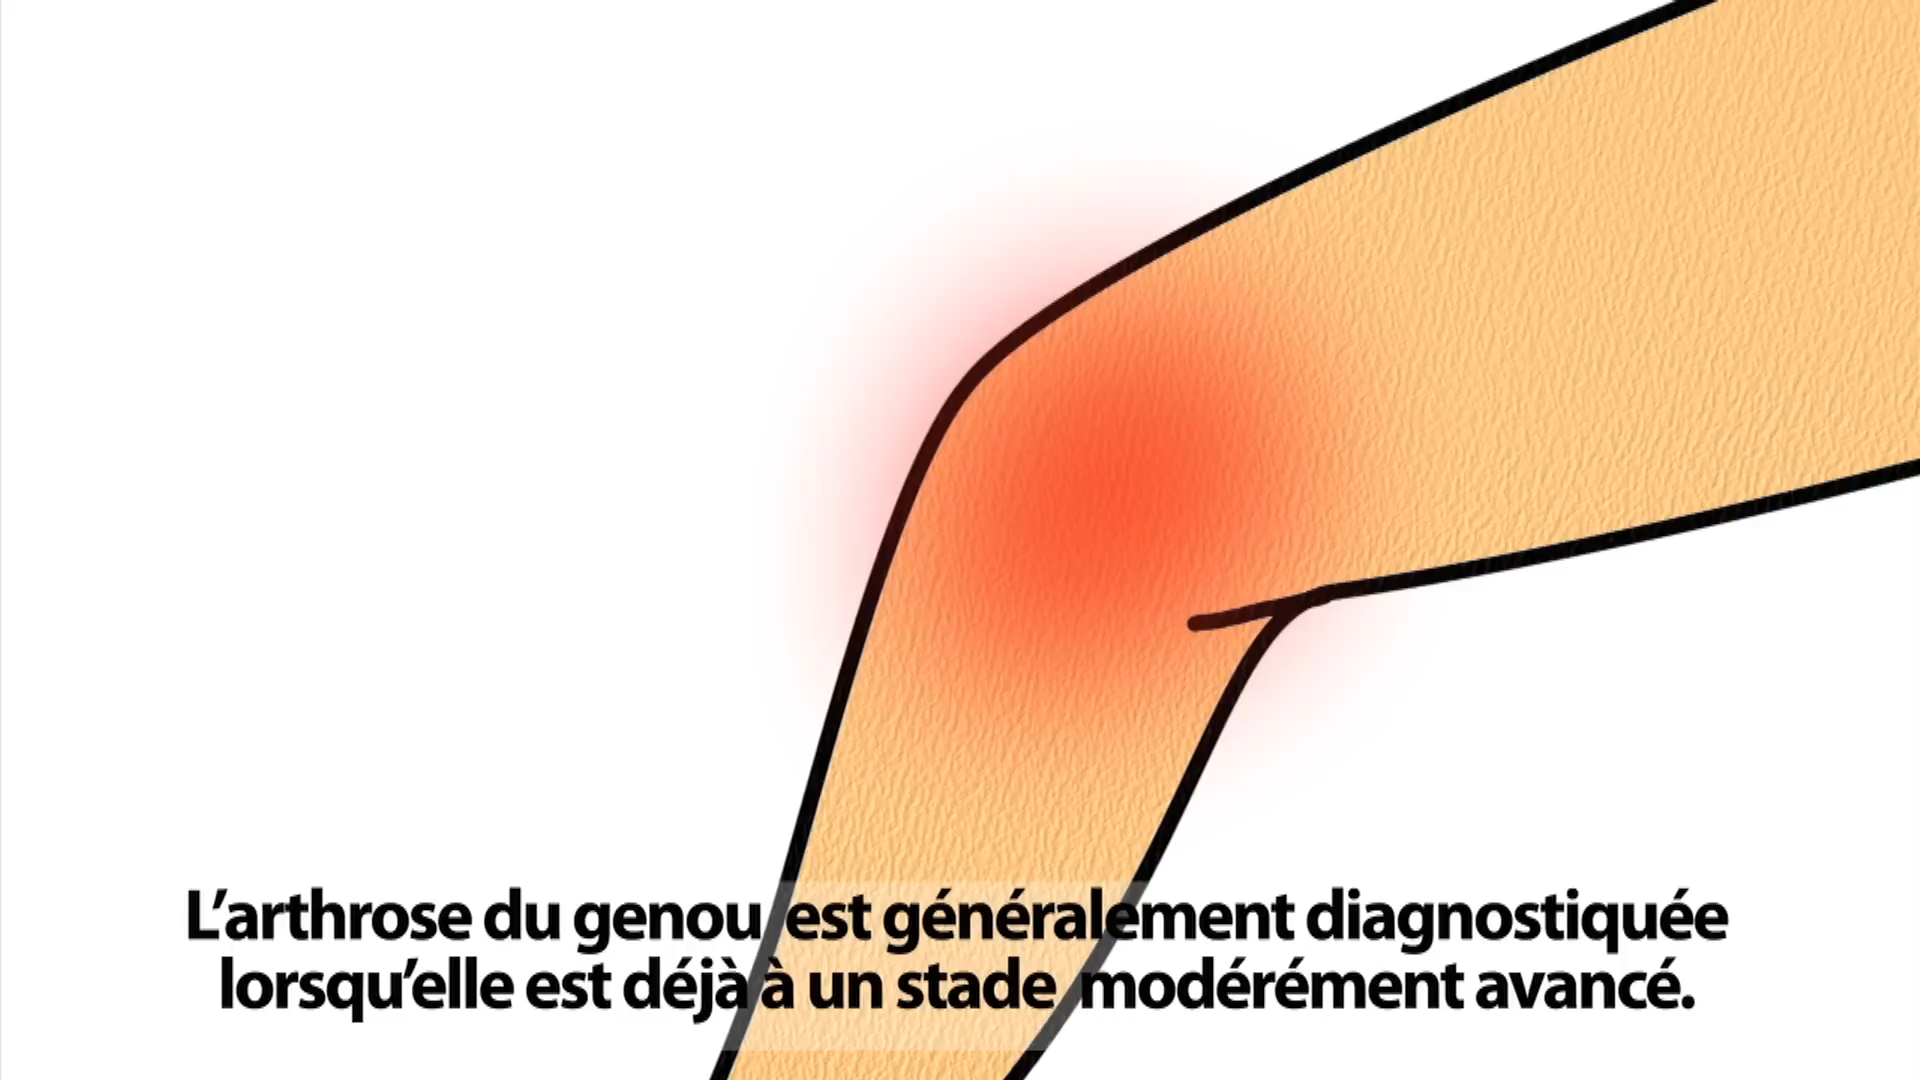 L’arthrose du genou est généralement diagnostiquée
lorsqu’elle est déjà à un stade modérément avancé.